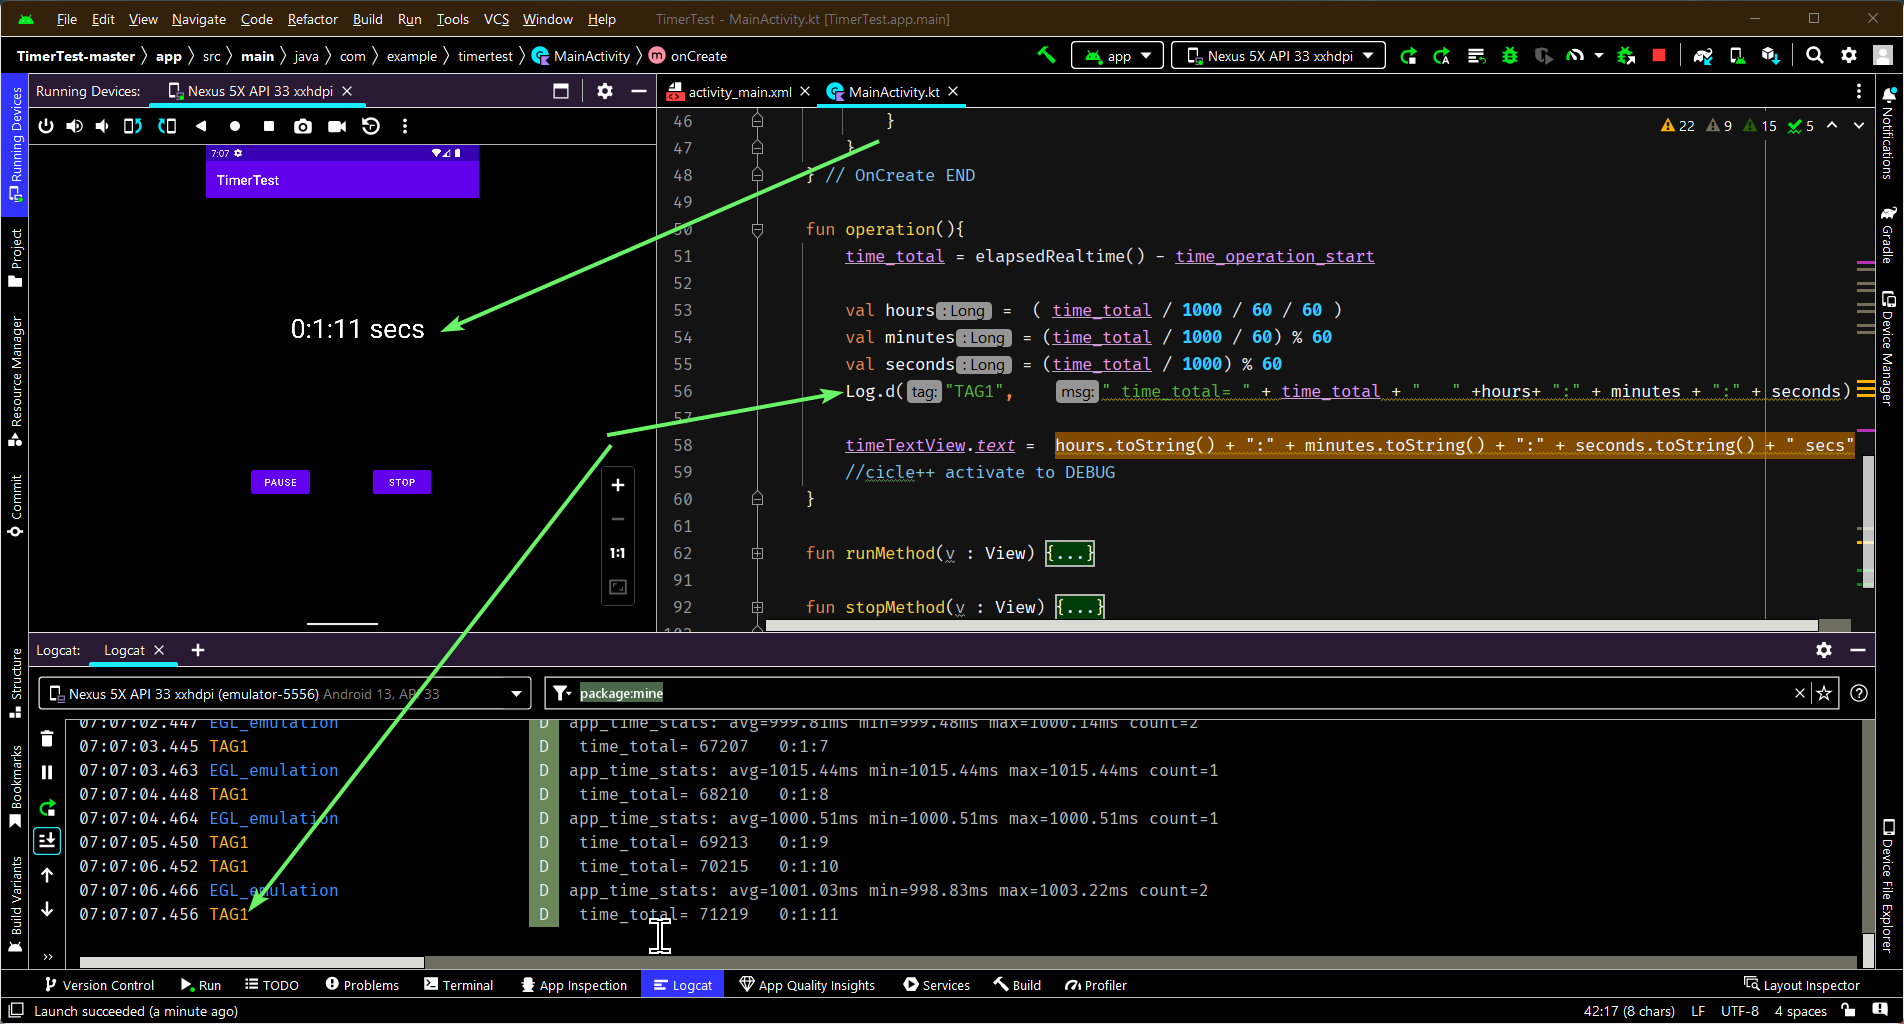 File Edit View Navigate Code Refactor Build Run Tools VCS Window Help TimerTest - MainActivity.kt [TimerTest.app.main]
TimerTest-master app src main java com example timertest MainActivity onCreate app Nexus 5X API 33 xxhdpi
Running Devices: Nexus 5X API 33 xxhdpi
activity_main.xml MainActivity.kt
Running Devices
Project
Resource Manager
Commit
Structure
Bookmarks
Build Variants
7:07
TimerTest
0:1:11 secs
PAUSE STOP
1:1
22 9 15 5
46 }
47 }
48 } // OnCreate END
49
50 fun operation(){
51 time_total = elapsedRealtime() - time_operation_start
52
53 val hours : Long = ( time_total / 1000 / 60 / 60 )
54 val minutes : Long = (time_total / 1000 / 60) % 60
55 val seconds : Long = (time_total / 1000) % 60
56 Log.d( tag: "TAG1", msg: " time_total= " + time_total + "   " +hours+ ":" + minutes + ":" + seconds)
57
58 timeTextView.text = hours.toString() + ":" + minutes.toString() + ":" + seconds.toString() + " secs"
59 //cicle++ activate to DEBUG
60 }
61
62 fun runMethod(v : View) {...}
91
92 fun stopMethod(v : View) {...}
Notifications
Gradle
Device Manager
Device File Explorer
Logcat: Logcat
Nexus 5X API 33 xxhdpi (emulator-5556) Android 13, API 33 package:mine
07:07:02.447 EGL_emulation D app_time_stats: avg=999.81ms min=999.48ms max=1000.14ms count=2
07:07:03.445 TAG1 D time_total= 67207 0:1:7
07:07:03.463 EGL_emulation D app_time_stats: avg=1015.44ms min=1015.44ms max=1015.44ms count=1
07:07:04.448 TAG1 D time_total= 68210 0:1:8
07:07:04.464 EGL_emulation D app_time_stats: avg=1000.51ms min=1000.51ms max=1000.51ms count=1
07:07:05.450 TAG1 D time_total= 69213 0:1:9
07:07:06.452 TAG1 D time_total= 70215 0:1:10
07:07:06.466 EGL_emulation D app_time_stats: avg=1001.03ms min=998.83ms max=1003.22ms count=2
07:07:07.456 TAG1 D time_total= 71219 0:1:11
Version Control Run TODO Problems Terminal App Inspection Logcat App Quality Insights Services Build Profiler Layout Inspector
Launch succeeded (a minute ago) 42:17 (8 chars) LF UTF-8 4 spaces